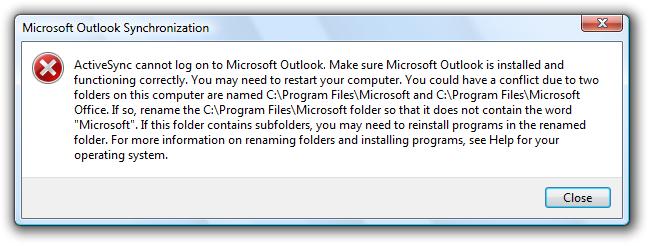 Microsoft Outlook Synchronization
ActiveSync cannot log on to Microsoft Outlook. Make sure Microsoft Outlook is installed and
functioning correctly. You may need to restart your computer. You could have a conflict due to two
folders on this computer are named C:\Program Files\Microsoft and C:\Program Files\Microsoft
Office. If so, rename the C:\Program Files\Microsoft folder so that it does not contain the word
"Microsoft". If this folder contains subfolders, you may need to reinstall programs in the renamed
folder. For more information on renaming folders and installing programs, see Help for your
operating system.
Close